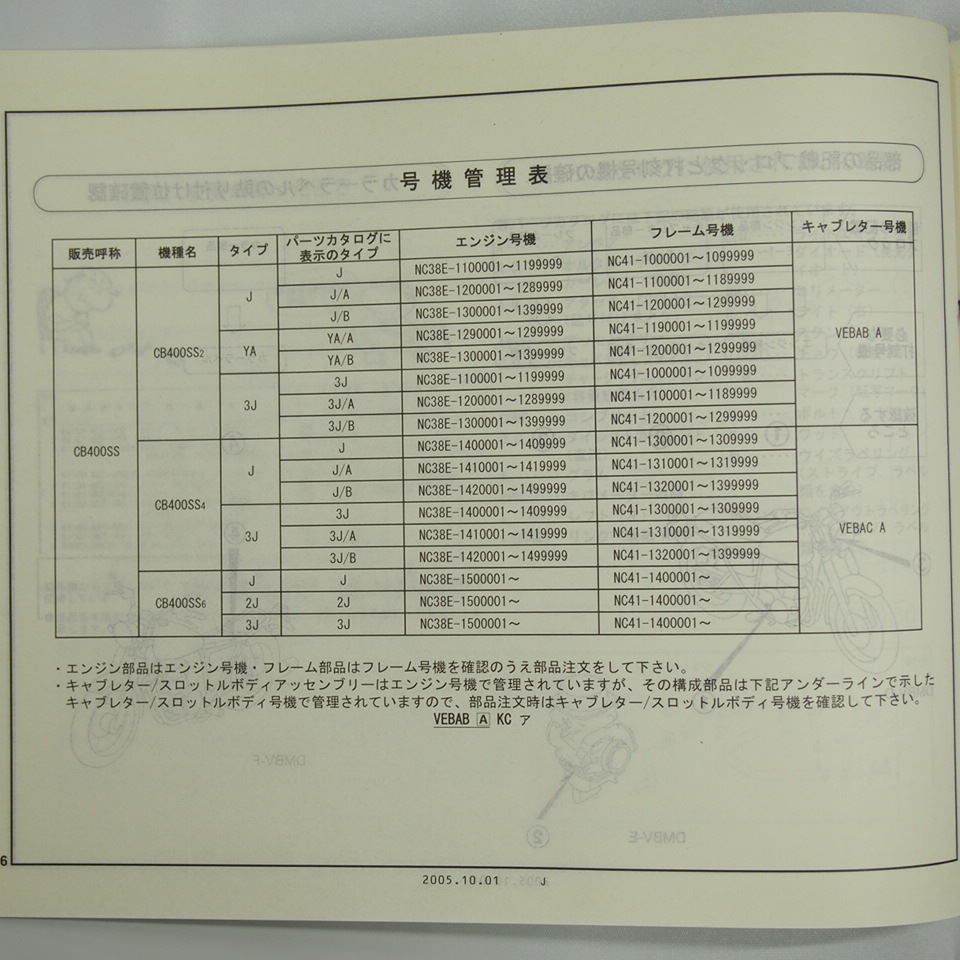 号機管理表
販売呼称 機種名 タイプ パーツカタログに表示のタイプ エンジン号機 フレーム号機 キャブレター号機
CB400SS CB400SS2 J J NC38E-1100001～1199999 NC41-1000001～1099999 VEBAB A
J/A NC38E-1200001～1289999 NC41-1100001～1189999
J/B NC38E-1300001～1399999 NC41-1200001～1299999
YA YA/A NC38E-1290001～1299999 NC41-1190001～1199999
YA/B NC38E-1300001～1399999 NC41-1200001～1299999
3J 3J NC38E-1100001～1199999 NC41-1000001～1099999
3J/A NC38E-1200001～1289999 NC41-1100001～1189999
3J/B NC38E-1300001～1399999 NC41-1200001～1299999
CB400SS4 J J NC38E-1400001～1409999 NC41-1300001～1309999 VEBAC A
J/A NC38E-1410001～1419999 NC41-1310001～1319999
J/B NC38E-1420001～1499999 NC41-1320001～1399999
3J 3J NC38E-1400001～1409999 NC41-1300001～1309999
3J/A NC38E-1410001～1419999 NC41-1310001～1319999
3J/B NC38E-1420001～1499999 NC41-1320001～1399999
CB400SS6 J J NC38E-1500001～ NC41-1400001～
2J 2J NC38E-1500001～ NC41-1400001～
3J 3J NC38E-1500001～ NC41-1400001～
・エンジン部品はエンジン号機・フレーム部品はフレーム号機を確認のうえ部品注文をして下さい。
・キャブレター/スロットルボディアッセンブリーはエンジン号機で管理されていますが、その構成部品は下記アンダーラインで示した
キャブレター/スロットルボディ号機で管理されていますので、部品注文時はキャブレター/スロットルボディ号機を確認して下さい。
VEBAB A KC ア
6
2005.10.01 J